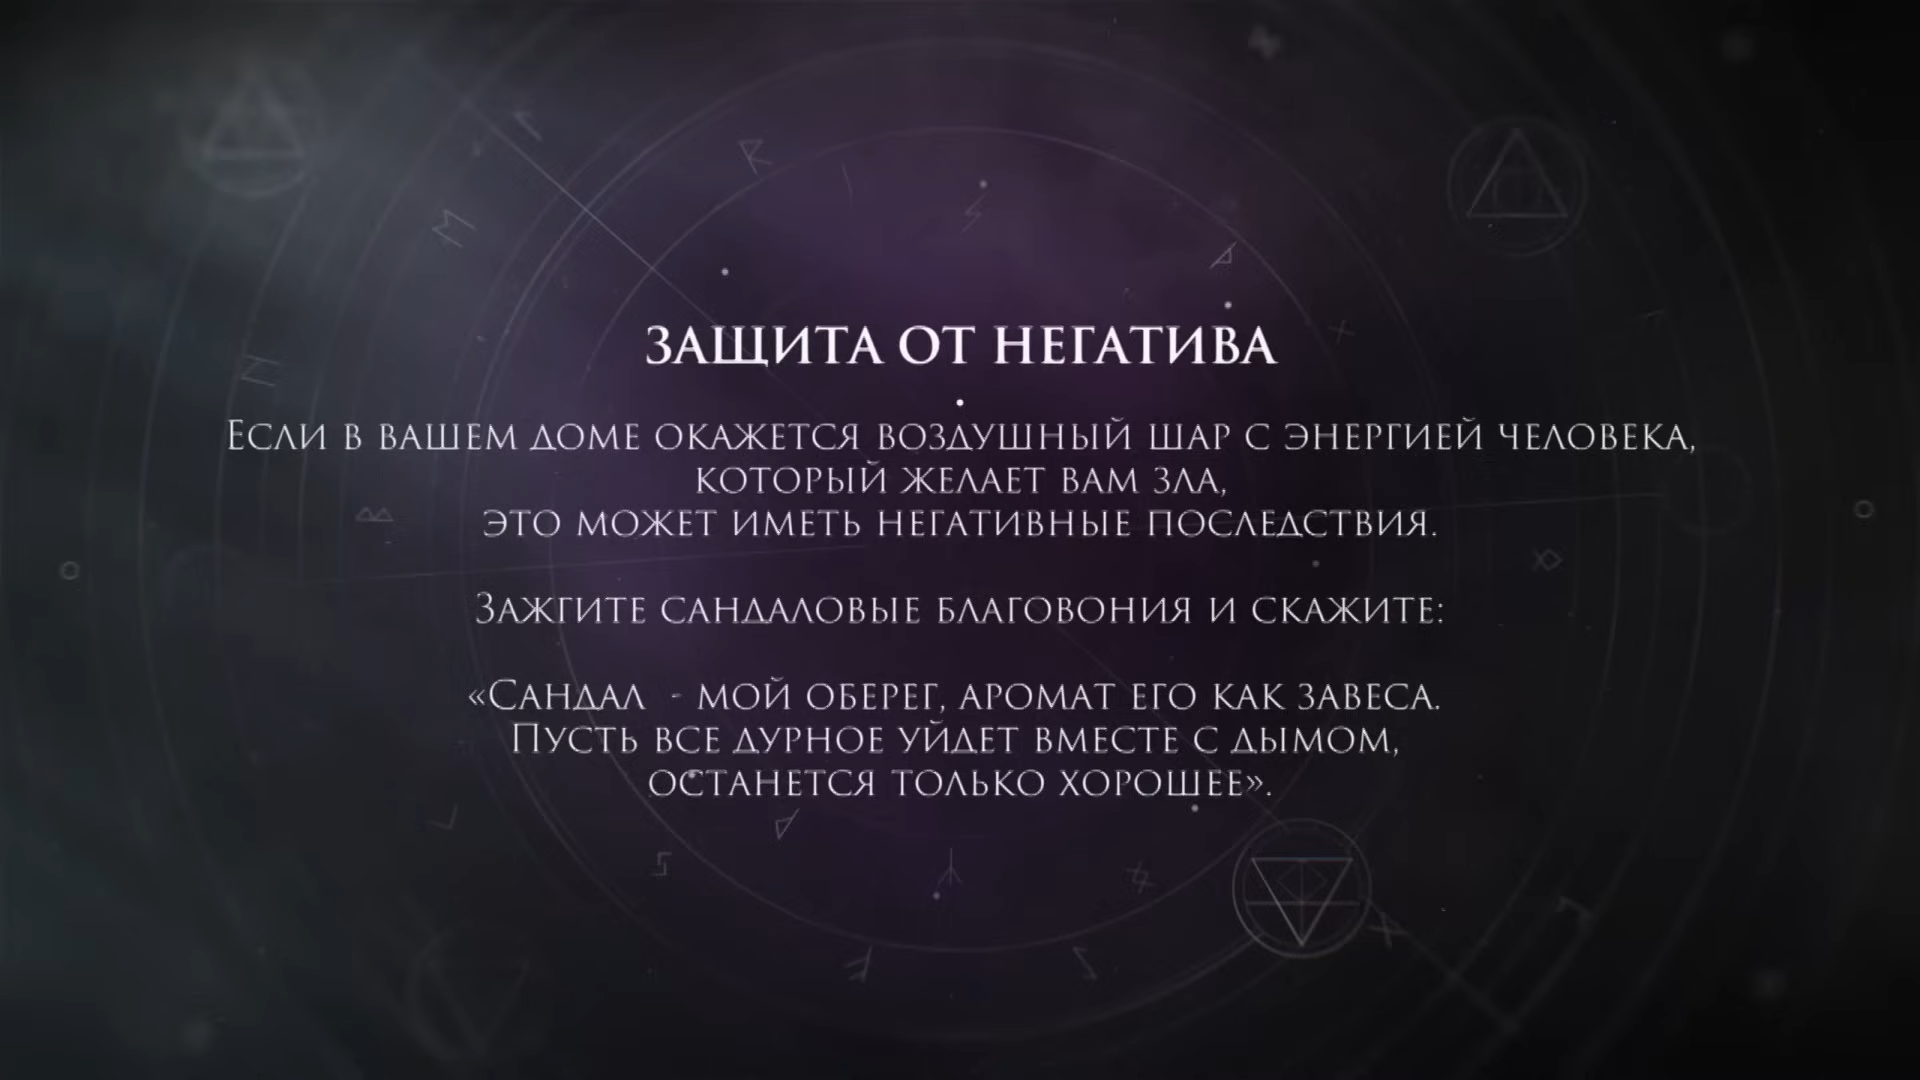 ЗАЩИТА ОТ НЕГАТИВА
Если в вашем доме окажется воздушный шар с энергией человека,
который желает вам зла,
это может иметь негативные последствия.
Зажгите сандаловые благовония и скажите:
«Сандал - мой оберег, аромат его как завеса.
Пусть все дурное уйдет вместе с дымом,
останется только хорошее».